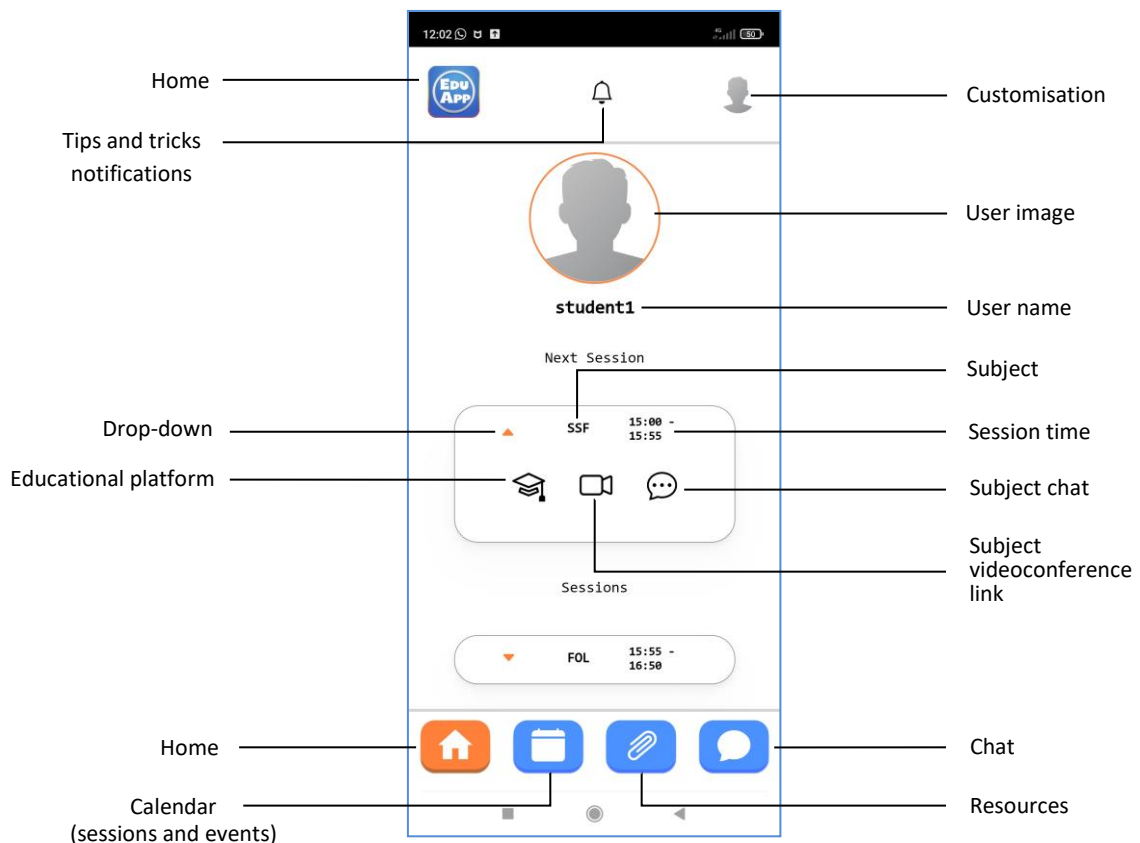 12:02
4G
50
Home
EDU
APP
Customisation
Tips and tricks
notifications
User image
student1
User name
Next Session
Subject
Drop-down
SSF
15:00 -
15:55
Session time
Educational platform
Subject chat
Subject
videoconference
link
Sessions
FOL
15:55 -
16:50
Home
Chat
Calendar
(sessions and events)
Resources